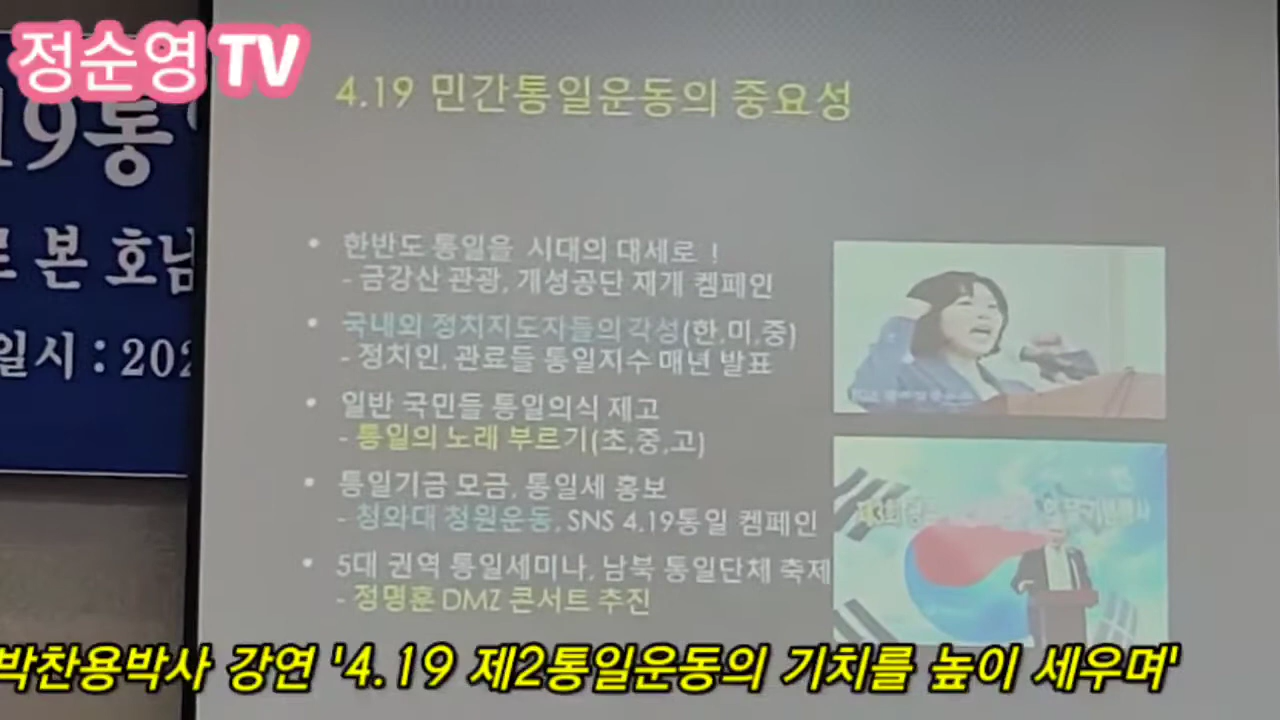 정순영 TV
19통
로 본 호남
일시 : 202
4.19 민간통일운동의 중요성
• 한반도 통일을 시대의 대세로 !
- 금강산 관광, 개성공단 재개 켐페인
• 국내외 정치지도자들의 각성(한,미,중)
- 정치인, 관료들 통일지수 매년 발표
• 일반 국민들 통일의식 제고
- 통일의 노래 부르기(초,중,고)
• 통일기금 모금, 통일세 홍보
- 청와대 청원운동, SNS 4.19통일 켐페인
• 5대 권역 통일세미나, 남북 통일단체 축제
- 정명훈 DMZ 콘서트 추진
박찬용박사 강연 '4.19 제2통일운동의 기치를 높이 세우며'